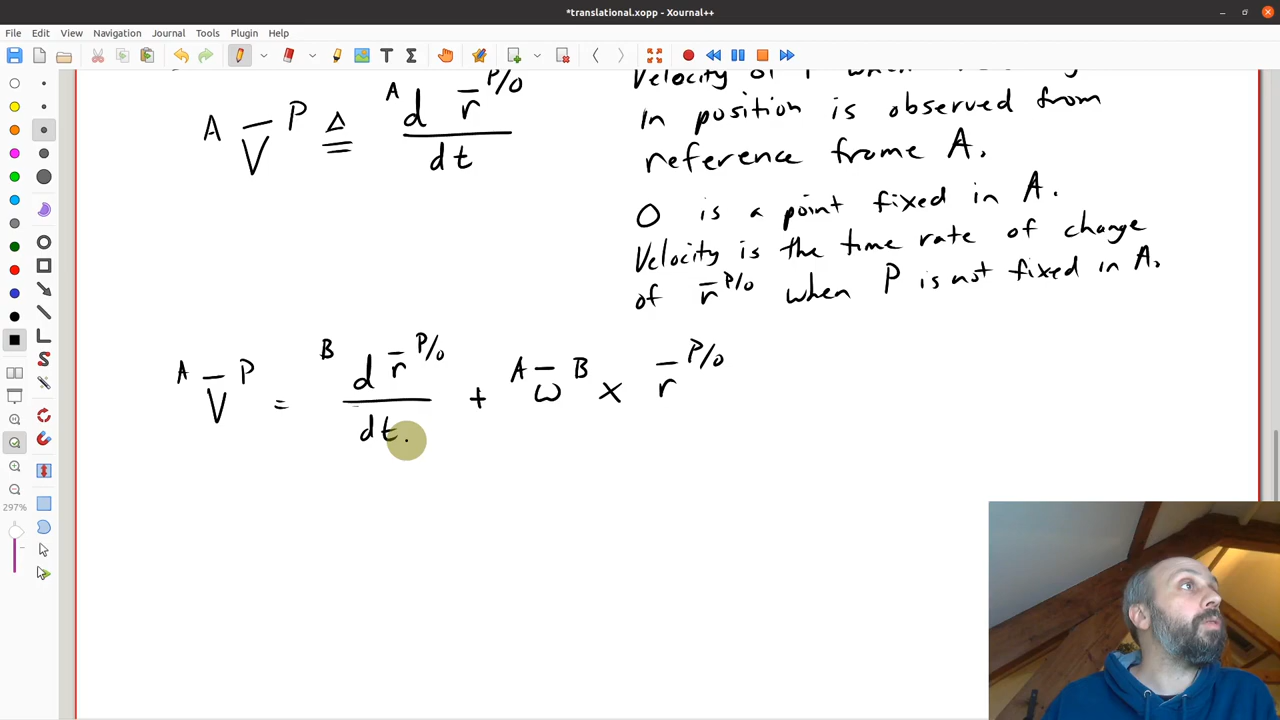 *translational.xopp - Xournal++
File Edit View Navigation Journal Tools Plugin Help
in position is observed from
reference frame A.
A V̅ P ≜ A d r̅ P/O
dt
O is a point fixed in A.
Velocity is the time rate of change
of r̅ P/O when P is not fixed in A.
A V̅ P = B d r̅ P/O + A ω̅ B × r̅ P/O
dt
297%